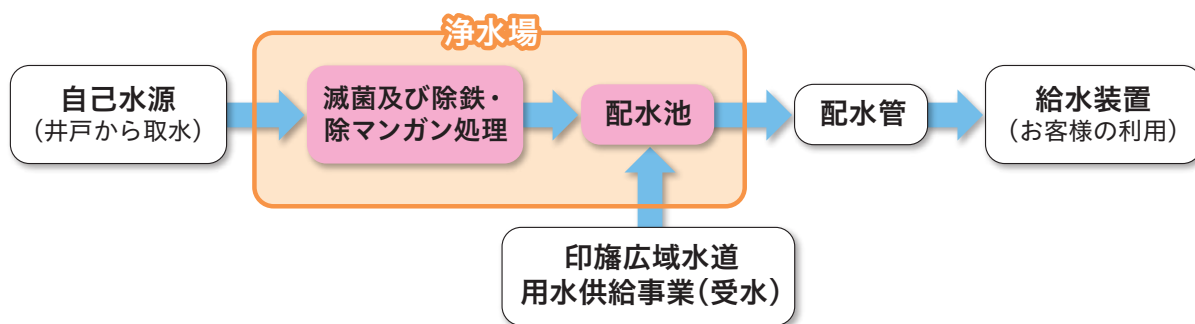 浄水場
自己水源
（井戸から取水）
滅菌及び除鉄・
除マンガン処理
配水池
配水管
給水装置
（お客様の利用）
印旛広域水道
用水供給事業（受水）